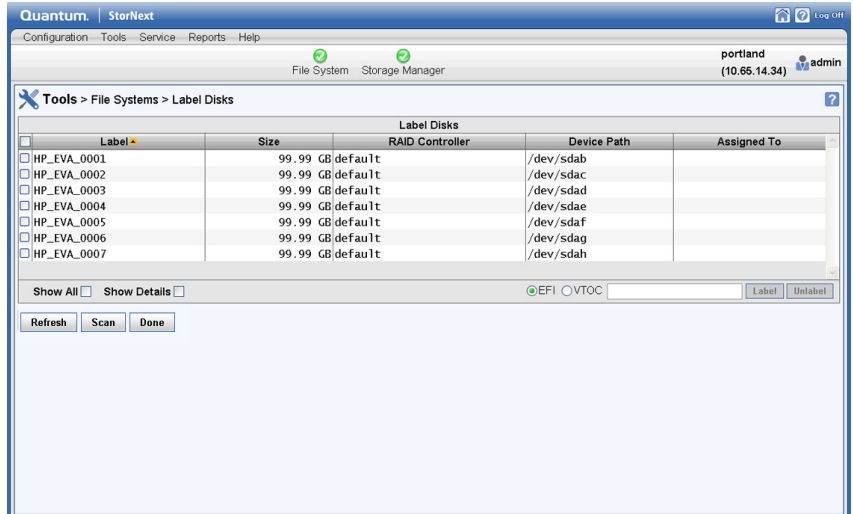 Quantum. | StorNext Log Off
Configuration Tools Service Reports Help
File System Storage Manager
portland
(10.65.14.34)
admin
Tools > File Systems > Label Disks
Label Disks
Label Size RAID Controller Device Path Assigned To
HP_EVA_0001 99.99 GB default /dev/sdab
HP_EVA_0002 99.99 GB default /dev/sdac
HP_EVA_0003 99.99 GB default /dev/sdad
HP_EVA_0004 99.99 GB default /dev/sdae
HP_EVA_0005 99.99 GB default /dev/sdaf
HP_EVA_0006 99.99 GB default /dev/sdag
HP_EVA_0007 99.99 GB default /dev/sdah
Show All Show Details EFI VTOC Label Unlabel
Refresh Scan Done